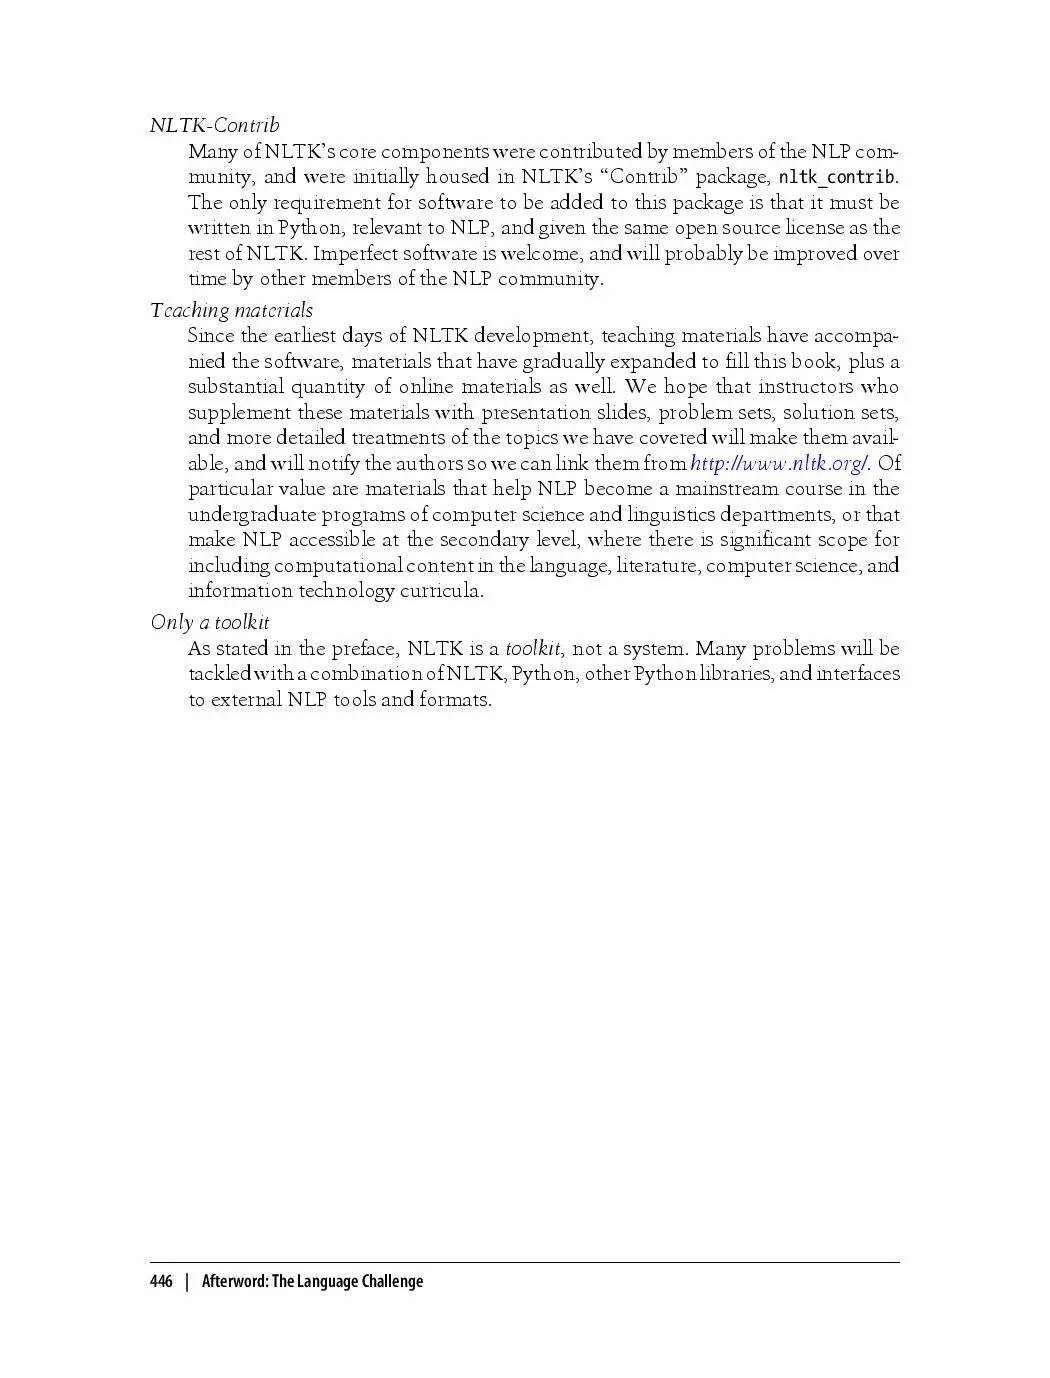 NLTK-Contrib
Many of NLTK’s core components were contributed by members of the NLP com-
munity, and were initially housed in NLTK’s “Contrib” package, nltk_contrib.
The only requirement for software to be added to this package is that it must be
written in Python, relevant to NLP, and given the same open source license as the
rest of NLTK. Imperfect software is welcome, and will probably be improved over
time by other members of the NLP community.
Teaching materials
Since the earliest days of NLTK development, teaching materials have accompa-
nied the software, materials that have gradually expanded to fill this book, plus a
substantial quantity of online materials as well. We hope that instructors who
supplement these materials with presentation slides, problem sets, solution sets,
and more detailed treatments of the topics we have covered will make them avail-
able, and will notify the authors so we can link them from http://www.nltk.org/. Of
particular value are materials that help NLP become a mainstream course in the
undergraduate programs of computer science and linguistics departments, or that
make NLP accessible at the secondary level, where there is significant scope for
including computational content in the language, literature, computer science, and
information technology curricula.
Only a toolkit
As stated in the preface, NLTK is a toolkit, not a system. Many problems will be
tackled with a combination of NLTK, Python, other Python libraries, and interfaces
to external NLP tools and formats.
446 | Afterword: The Language Challenge